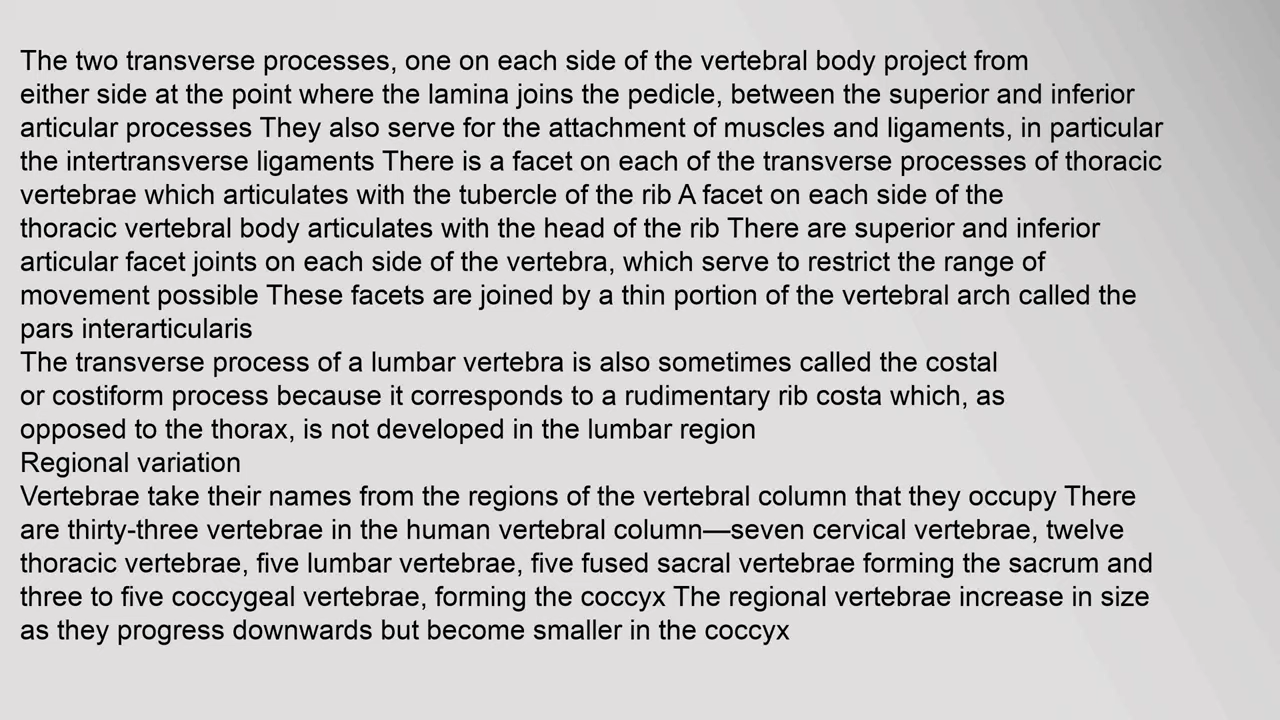 The two transverse processes, one on each side of the vertebral body project from
either side at the point where the lamina joins the pedicle, between the superior and inferior
articular processes They also serve for the attachment of muscles and ligaments, in particular
the intertransverse ligaments There is a facet on each of the transverse processes of thoracic
vertebrae which articulates with the tubercle of the rib A facet on each side of the
thoracic vertebral body articulates with the head of the rib There are superior and inferior
articular facet joints on each side of the vertebra, which serve to restrict the range of
movement possible These facets are joined by a thin portion of the vertebral arch called the
pars interarticularis
The transverse process of a lumbar vertebra is also sometimes called the costal
or costiform process because it corresponds to a rudimentary rib costa which, as
opposed to the thorax, is not developed in the lumbar region
Regional variation
Vertebrae take their names from the regions of the vertebral column that they occupy There
are thirty-three vertebrae in the human vertebral column—seven cervical vertebrae, twelve
thoracic vertebrae, five lumbar vertebrae, five fused sacral vertebrae forming the sacrum and
three to five coccygeal vertebrae, forming the coccyx The regional vertebrae increase in size
as they progress downwards but become smaller in the coccyx